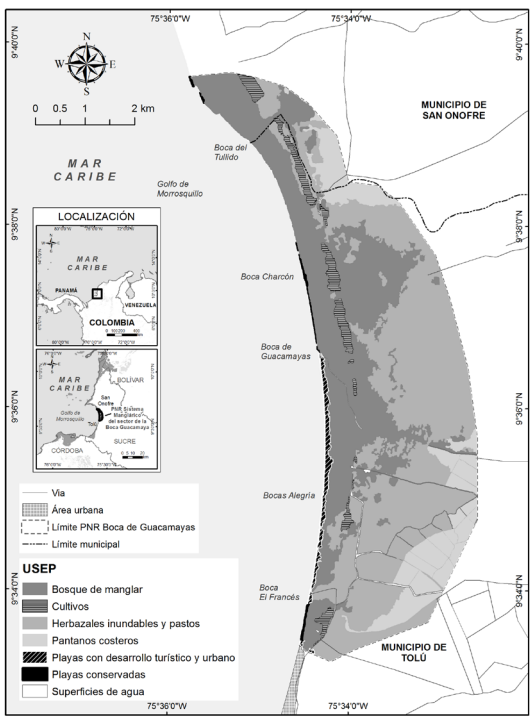 75°36'0"W
75°34'0"W
9°40'0"N
9°40'0"N
N
W
E
S
0 0.5 1 2 km
MUNICIPIO DE
SAN ONOFRE
Boca del
Tullido
MAR
CARIBE
Golfo de
Morrosquillo
9°38'0"N
9°38'0"N
LOCALIZACIÓN
MAR
CARIBE
PANAMÁ
VENEZUELA
COLOMBIA
Boca Charcón
Boca de
Guacamayas
MAR
CARIBE
BOLÍVAR
San
Onofre
Golfo de
Morrosquillo
PNR Sistema
Manglárico
del sector de la
Boca Guacamaya
Tolú
SUCRE
CÓRDOBA
9°36'0"N
9°36'0"N
Bocas Alegría
Vía
Área urbana
Límite PNR Boca de Guacamayas
Límite municipal
USEP
Bosque de manglar
Cultivos
Herbazales inundables y pastos
Pantanos costeros
Playas con desarrollo turístico y urbano
Playas conservadas
Superficies de agua
Boca
El Francés
9°34'0"N
9°34'0"N
MUNICIPIO DE
TOLÚ
75°36'0"W
75°34'0"W